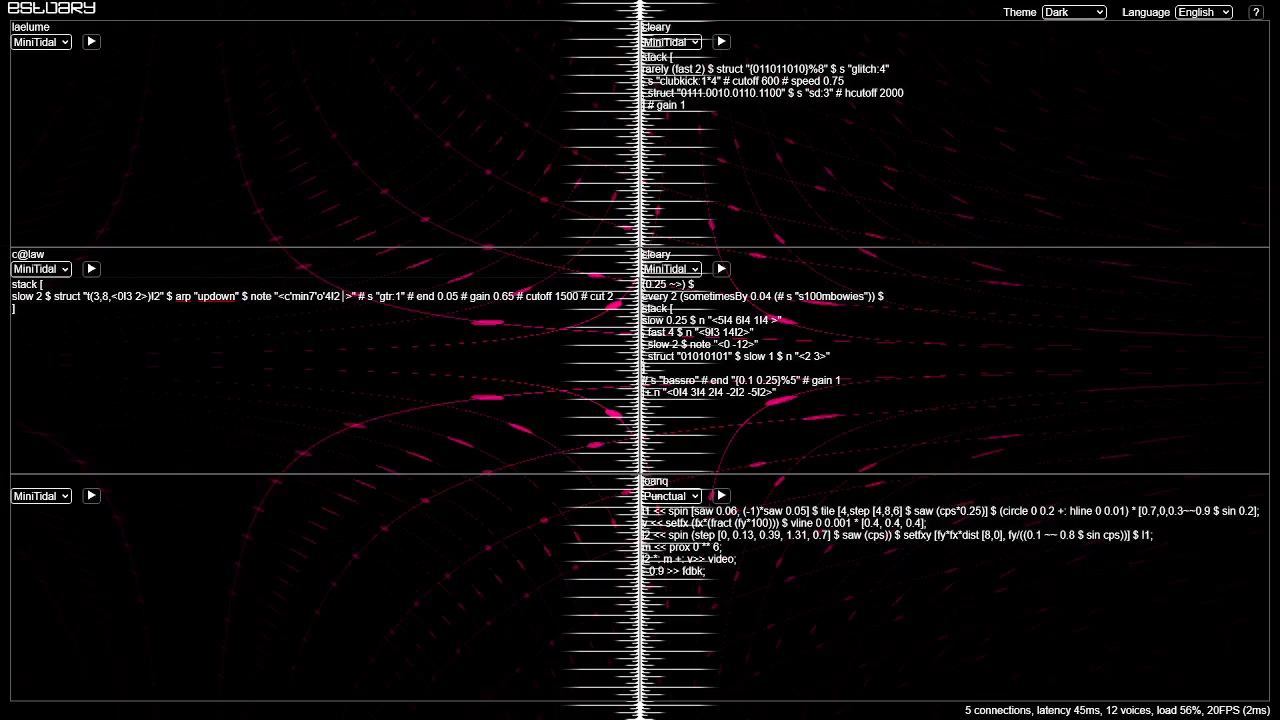 estuary
Theme Dark Language English ?
laelume
MiniTidal
cleary
MiniTidal
stack [
rarely (fast 2) $ struct "{011011010}%8" $ s "glitch:4"
s "clubkick:1*4" # cutoff 600 # speed 0.75
struct "0111.0010.0110.1100" $ s "sd:3" # hcutoff 2000
# gain 1
c@law
MiniTidal
stack [
slow 2 $ struct "t(7,8,<0!3 2>)!2" $ arp "updown" $ note "<c'min7'o'4!2 |>" # s "gtr:1" # end 0.05 # gain 0.65 # cutoff 1500 # cut 2
]
cleary
MiniTidal
(0.25 ~>) $
every 2 (sometimesBy 0.04 (# s "s100mbowies")) $
stack [
slow 0.25 $ n "<5!4 6!4 1!4 >"
fast 4 $ n "<9!3 14!2>"
slow 2 $ note "<0 -12>"
struct "01010101" $ slow 1 $ n "<2 3>"
# s "bassro" # end "{0.1 0.25}%5" # gain 1
+ n "<0!4 3!4 2!4 -2!2 -5!2>"
MiniTidal
Punctual
<< spin [saw 0.06, (-1)*saw 0.05] $ tile [4,step [4,8,6] $ saw (cps*0.25)] $ (circle 0 0.2 +: hline 0 0.01) * [0.7,0,0.3~~0.9 $ sin 0.2];
<< setfx (fx*(fract (fy*100))) $ vline 0 0.001 * [0.4, 0.4, 0.4];
<< spin (step [0, 0.13, 0.39, 1.31, 0.7] $ saw (cps)) $ setfxy [fy*fx*dist [8,0], fy/((0.1 ~~ 0.8 $ sin cps))] $ l1;
<< prox 0 ** 6;
m +: v>> video;
0.9 >> fdbk;
5 connections, latency 45ms 12 voices, load 56%, 20FPS (2ms)